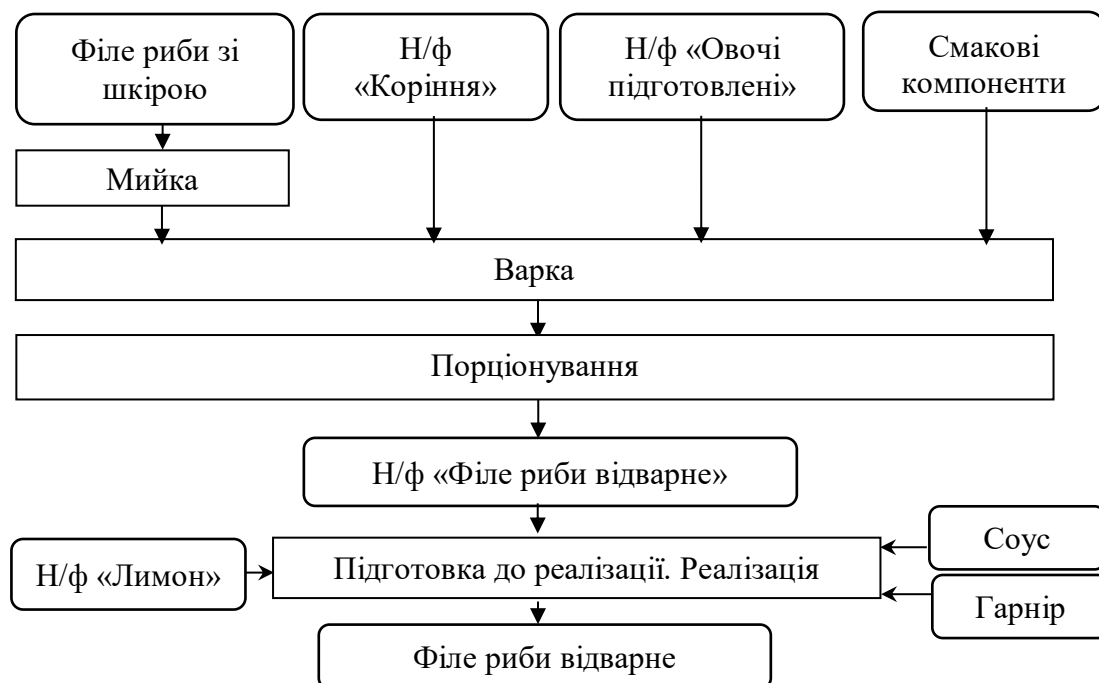 Філе риби зі
шкірою
Н/ф
«Коріння»
Н/ф «Овочі
підготовлені»
Смакові
компоненти
Мийка
Варка
Порціонування
Н/ф «Філе риби відварне»
Н/ф «Лимон»
Підготовка до реалізації. Реалізація
Соус
Гарнір
Філе риби відварне